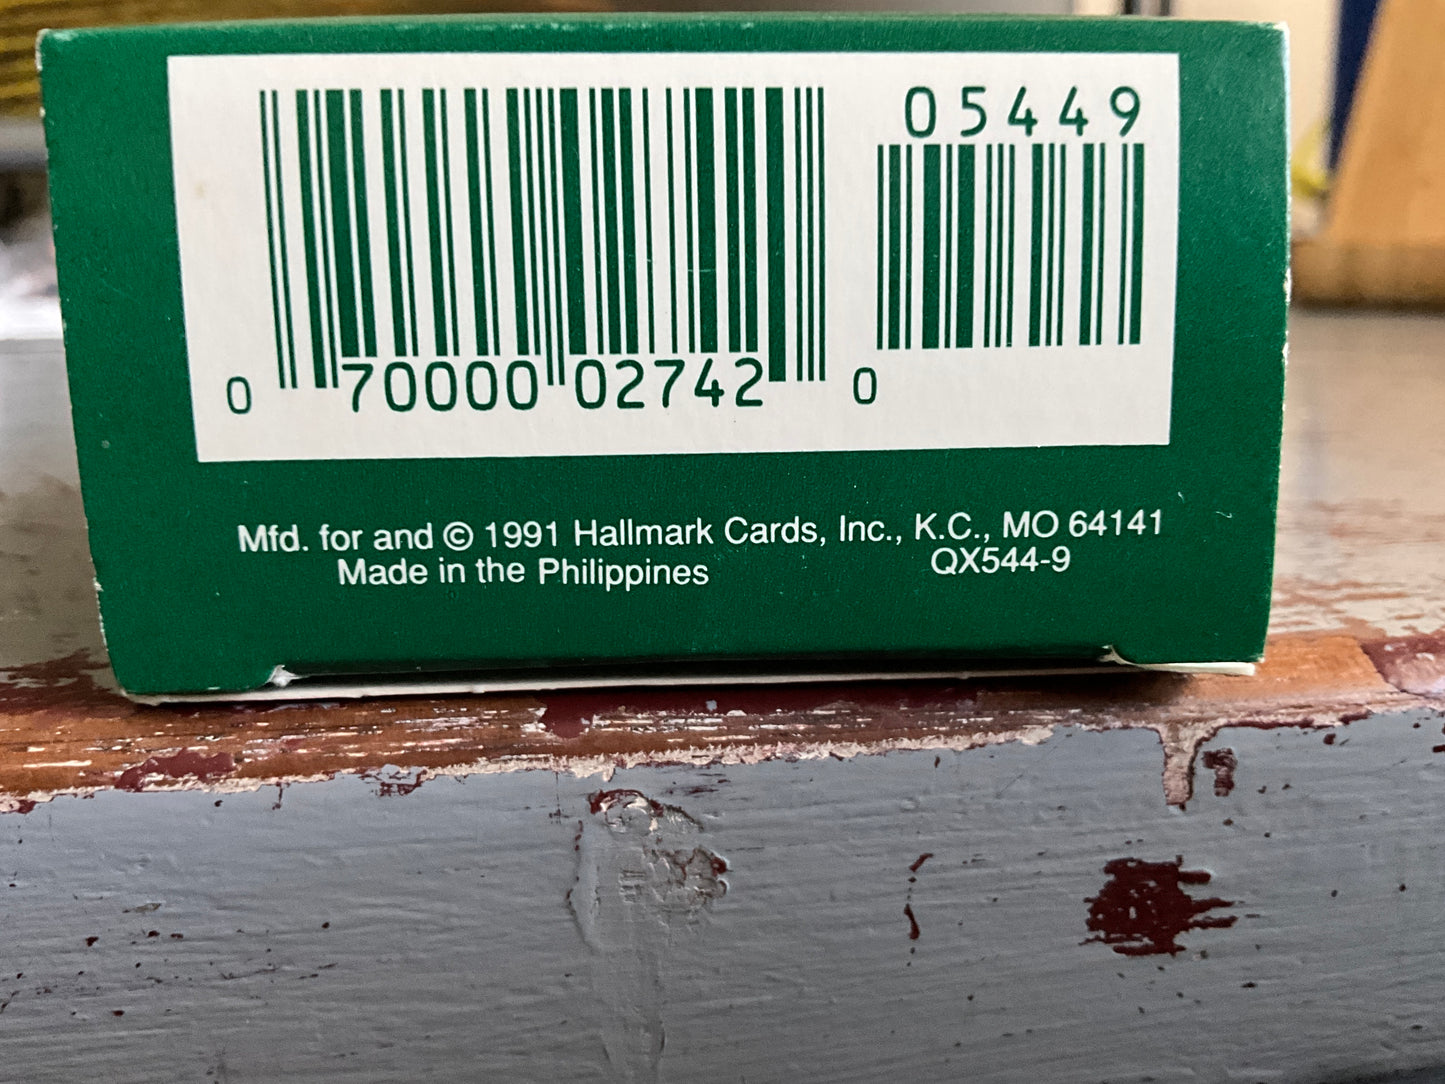 05449
0 70000 02742 0
Mfd. for and © 1991 Hallmark Cards, Inc., K.C., MO 64141
Made in the Philippines QX544-9